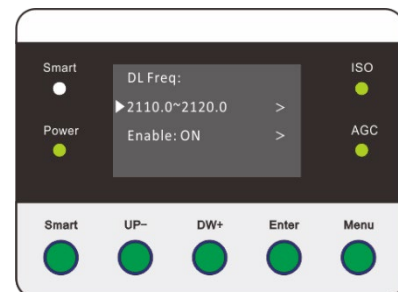 Smart
ISO
DL Freq:
2110.0~2120.0 >
Power
Enable: ON >
AGC
Smart UP− DW+ Enter Menu